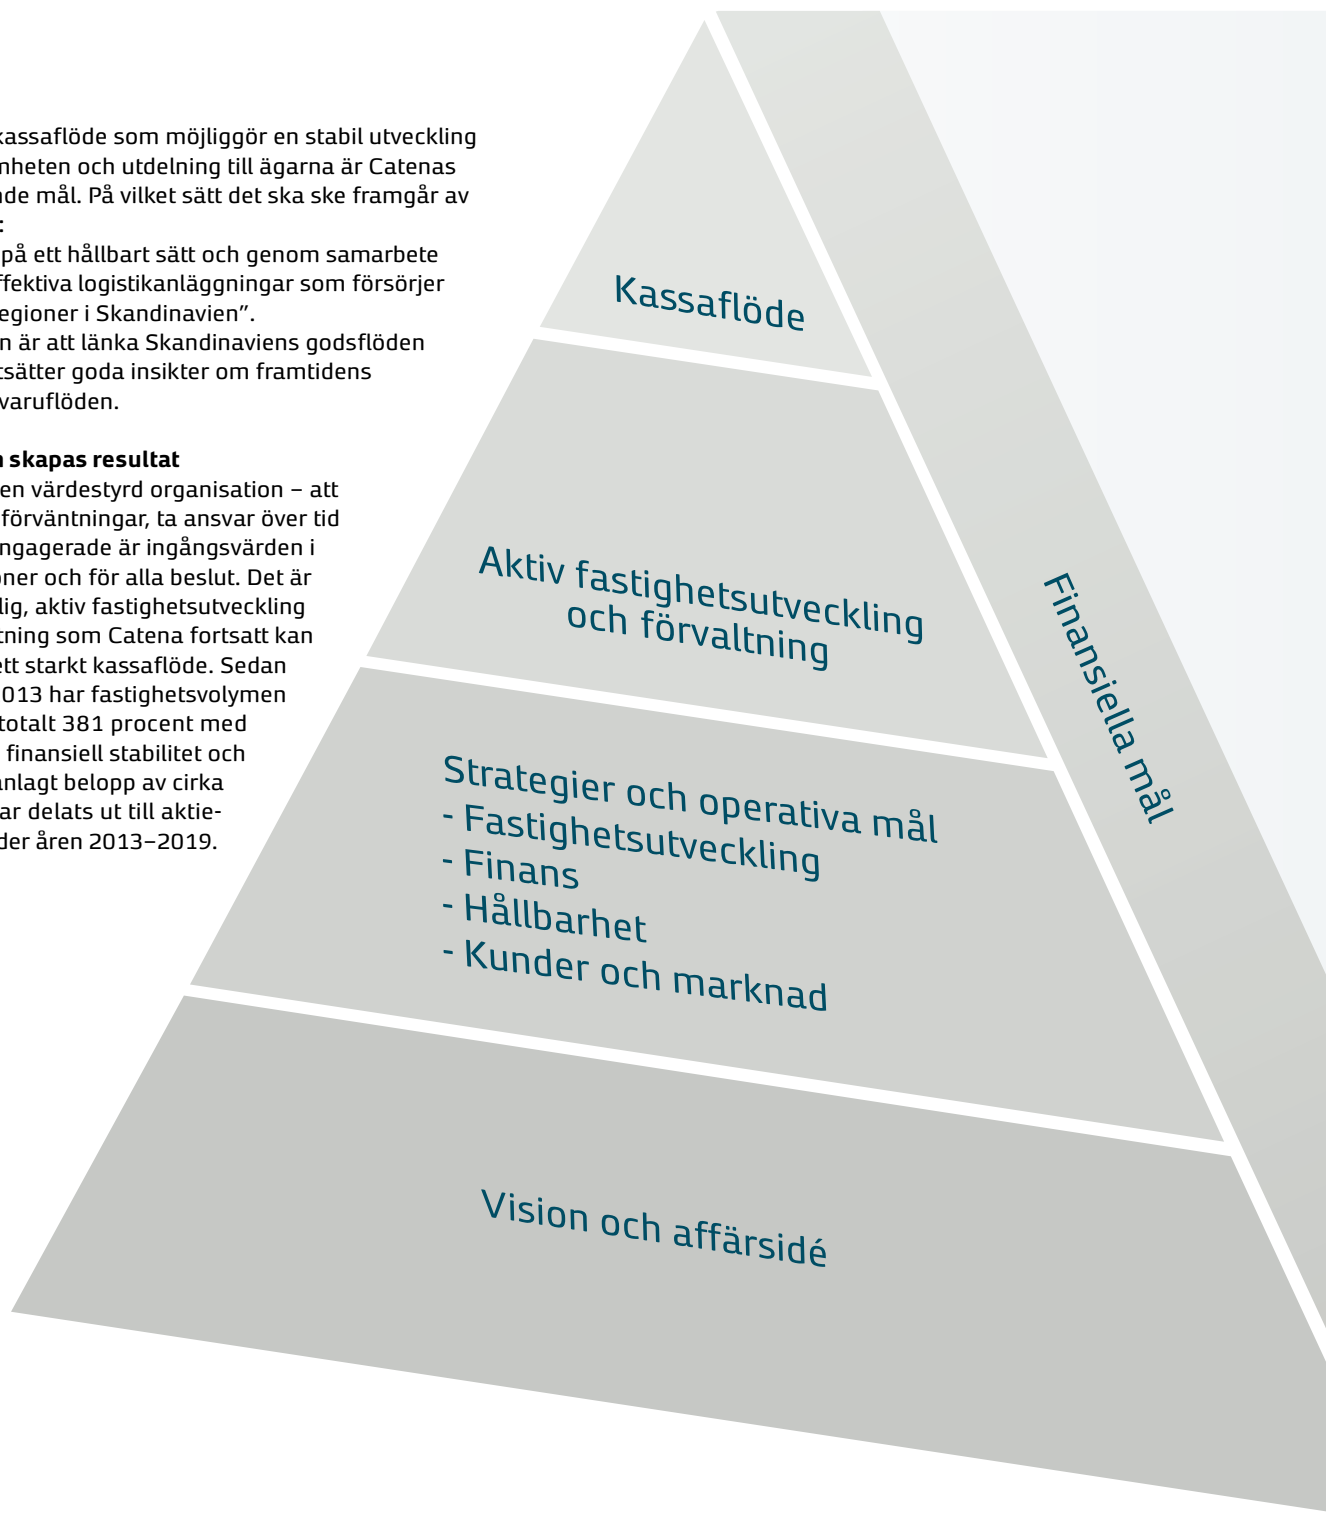 kassaflöde som möjliggör en stabil utveckling
mheten och utdelning till ägarna är Catenas
nde mål. På vilket sätt det ska ske framgår av
:
på ett hållbart sätt och genom samarbete
ffektiva logistikanläggningar som försörjer
egioner i Skandinavien”.
n är att länka Skandinaviens godsflöden
tsätter goda insikter om framtidens
varuflöden.
n skapas resultat
en värdestyrd organisation – att
förväntningar, ta ansvar över tid
ngagerade är ingångsvärden i
oner och för alla beslut. Det är
lig, aktiv fastighetsutveckling
tning som Catena fortsatt kan
ett starkt kassaflöde. Sedan
2013 har fastighetsvolymen
totalt 381 procent med
finansiell stabilitet och
anlagt belopp av cirka
ar delats ut till aktie-
der åren 2013–2019.
Kassaflöde
Aktiv fastighetsutveckling
och förvaltning
Strategier och operativa mål
- Fastighetsutveckling
- Finans
- Hållbarhet
- Kunder och marknad
Vision och affärsidé
Finansiella mål